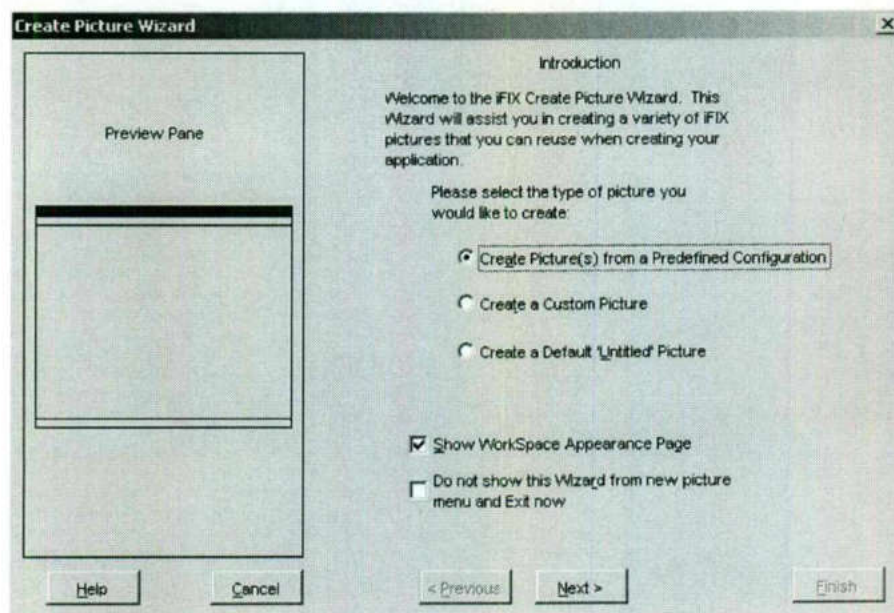 Create Picture Wizard
Preview Pane
Introduction
Welcome to the iFIX Create Picture Wizard. This
Wizard will assist you in creating a variety of iFIX
pictures that you can reuse when creating your
application.
Please select the type of picture you
would like to create:
Create Picture(s) from a Predefined Configuration
Create a Custom Picture
Create a Default 'Untitled' Picture
Show WorkSpace Appearance Page
Do not show this Wizard from new picture
menu and Exit now
Help
Cancel
< Previous
Next >
Finish